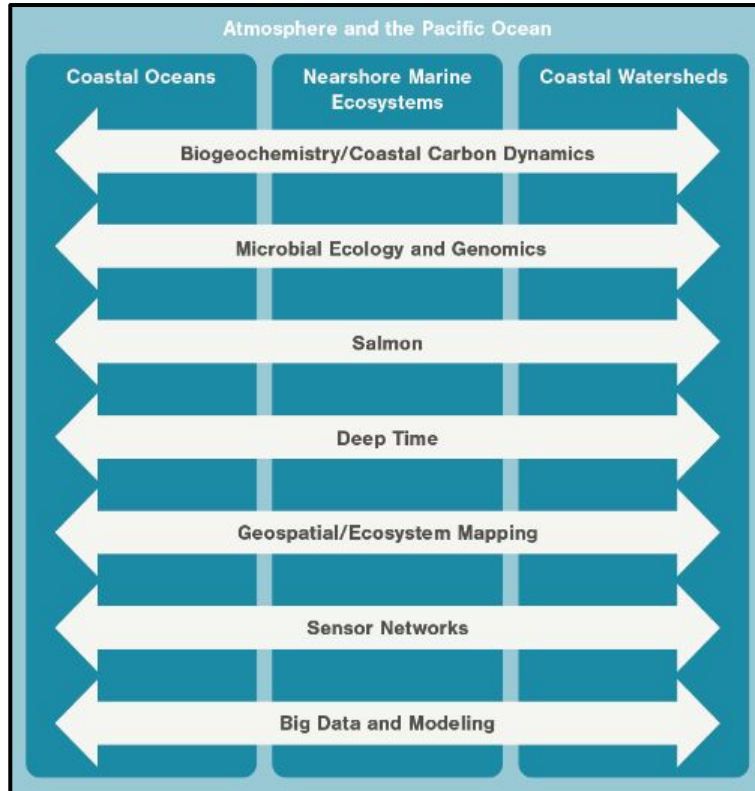 Atmosphere and the Pacific Ocean
Coastal Oceans
Nearshore Marine
Ecosystems
Coastal Watersheds
Biogeochemistry/Coastal Carbon Dynamics
Microbial Ecology and Genomics
Salmon
Deep Time
Geospatial/Ecosystem Mapping
Sensor Networks
Big Data and Modeling